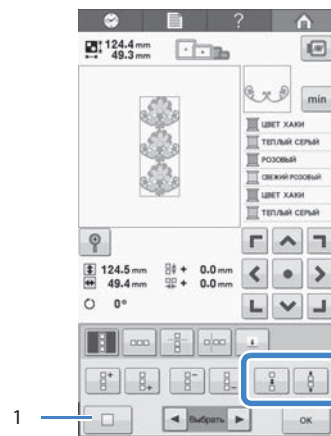 ?
124.4 mm
49.3 mm
min
ЦВЕТ ХАКИ
ТЕПЛЫЙ СЕРЫЙ
РОЗОВЫЙ
СВЕЖИЙ РОЗОВЫЙ
ЦВЕТ ХАКИ
ТЕПЛЫЙ СЕРЫЙ
124.5 mm + 0.0 mm
49.4 mm + 0.0 mm
0°
1
Выбрать
OK